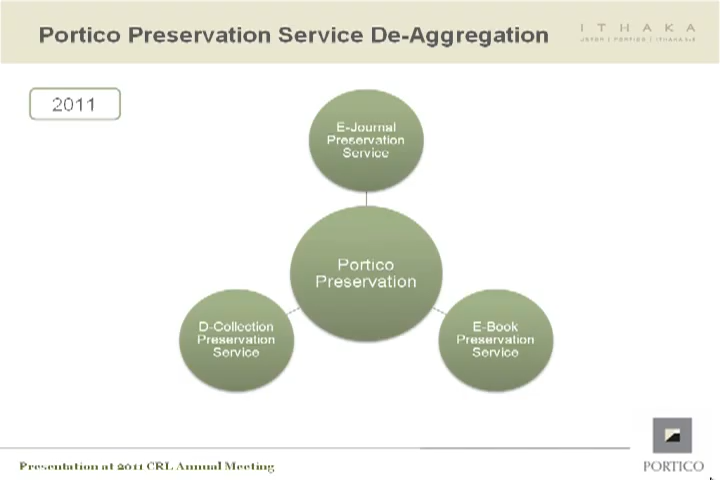 Portico Preservation Service De-Aggregation
ITHAKA
JSTOR | PORTICO | ITHAKA S+R
2011
E-Journal
Preservation
Service
Portico
Preservation
D-Collection
Preservation
Service
E-Book
Preservation
Service
Presentation at 2011 CRL Annual Meeting
PORTICO